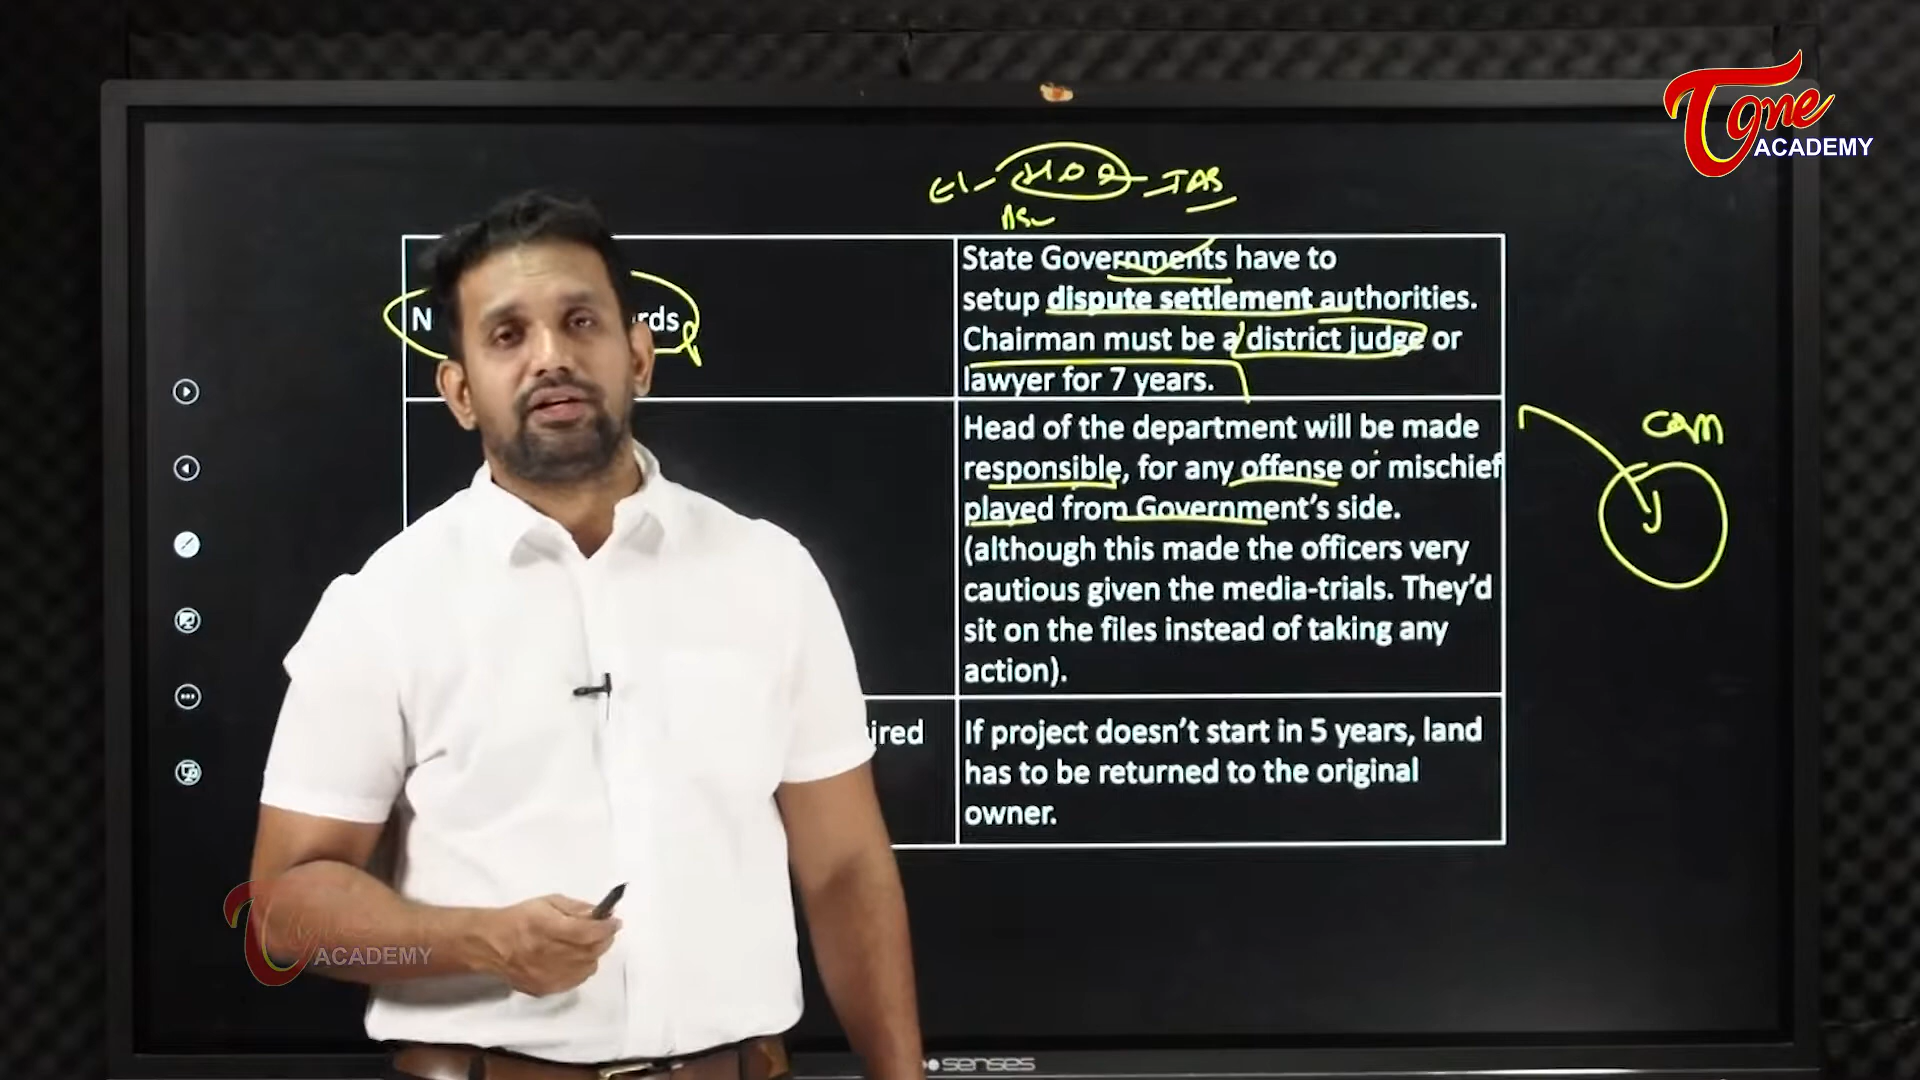 Tone
ACADEMY
HOD
IAS
State Governments have to
setup dispute settlement authorities.
Chairman must be a district judge or
lawyer for 7 years.
N rds
Head of the department will be made
responsible, for any offense or mischief
played from Government's side.
(although this made the officers very
cautious given the media-trials. They'd
sit on the files instead of taking any
action).
ired
If project doesn't start in 5 years, land
has to be returned to the original
owner.
ACADEMY
senses